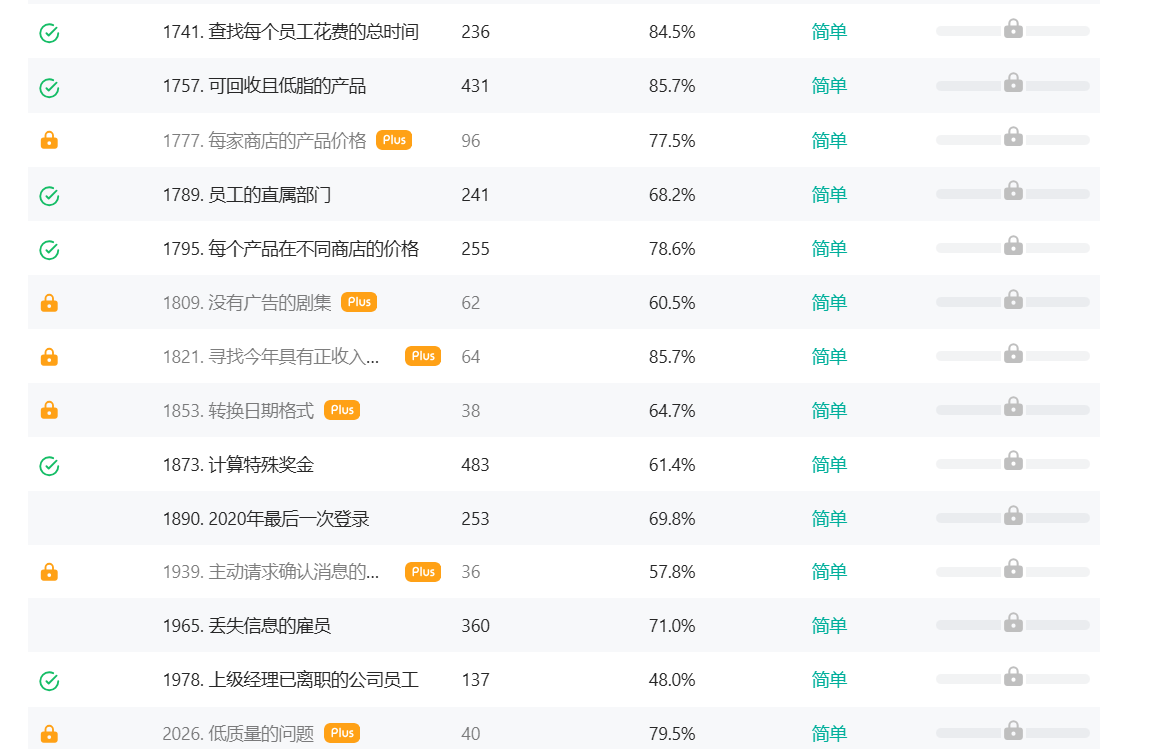 1741. 查找每个员工花费的总时间 236 84.5% 简单
1757. 可回收且低脂的产品 431 85.7% 简单
1777. 每家商店的产品价格 Plus 96 77.5% 简单
1789. 员工的直属部门 241 68.2% 简单
1795. 每个产品在不同商店的价格 255 78.6% 简单
1809. 没有广告的剧集 Plus 62 60.5% 简单
1821. 寻找今年具有正收入... Plus 64 85.7% 简单
1853. 转换日期格式 Plus 38 64.7% 简单
1873. 计算特殊奖金 483 61.4% 简单
1890. 2020年最后一次登录 253 69.8% 简单
1939. 主动请求确认消息的... Plus 36 57.8% 简单
1965. 丢失信息的雇员 360 71.0% 简单
1978. 上级经理已离职的公司员工 137 48.0% 简单
2026. 低质量的问题 Plus 40 79.5% 简单